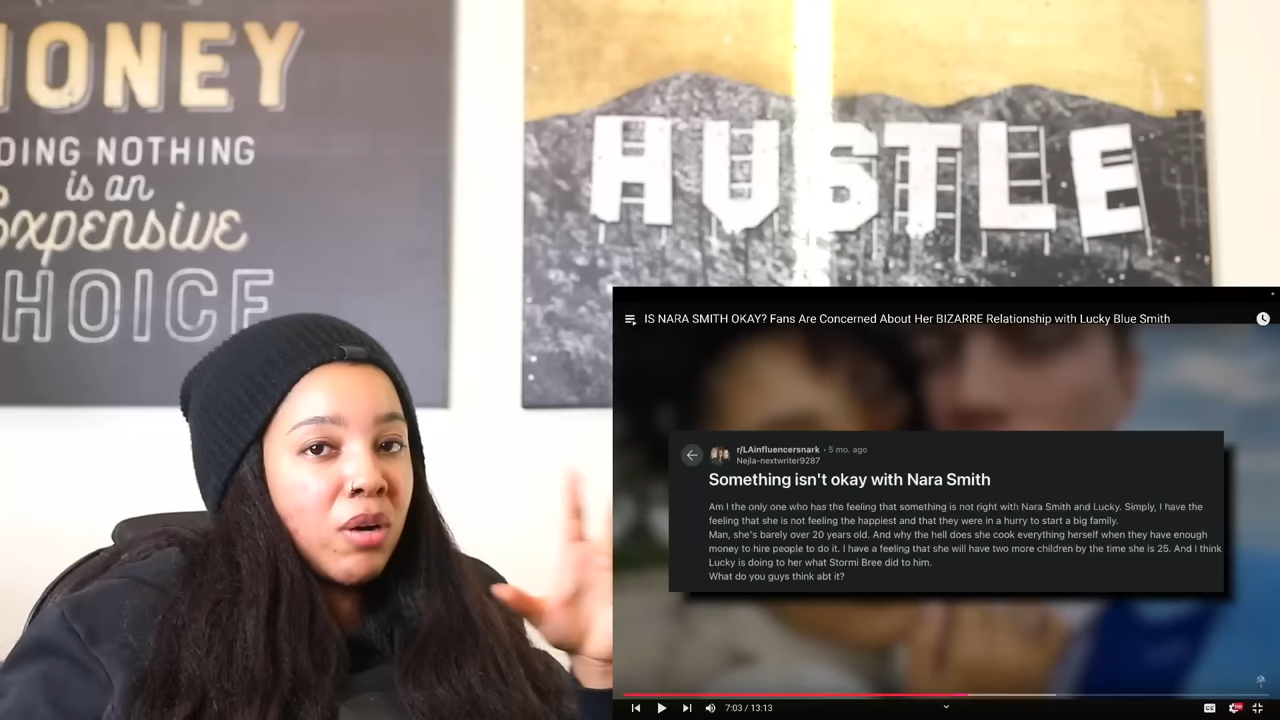 MONEY
DOING NOTHING
is an
Expensive
CHOICE
HUSTLE
IS NARA SMITH OKAY? Fans Are Concerned About Her BIZARRE Relationship with Lucky Blue Smith
r/LAinfluencersnark · 5 mo. ago
Nejla-nextwriter9287
Something isn't okay with Nara Smith
Am I the only one who has the feeling that something is not right with Nara Smith and Lucky. Simply, I have the
feeling that she is not feeling the happiest and that they were in a hurry to start a big family.
Man, she's barely over 20 years old. And why the hell does she cook everything herself when they have enough
money to hire people to do it. I have a feeling that she will have two more children by the time she is 25. And I think
Lucky is doing to her what Stormi Bree did to him.
What do you guys think abt it?
7:03 / 13:13
CC
HD